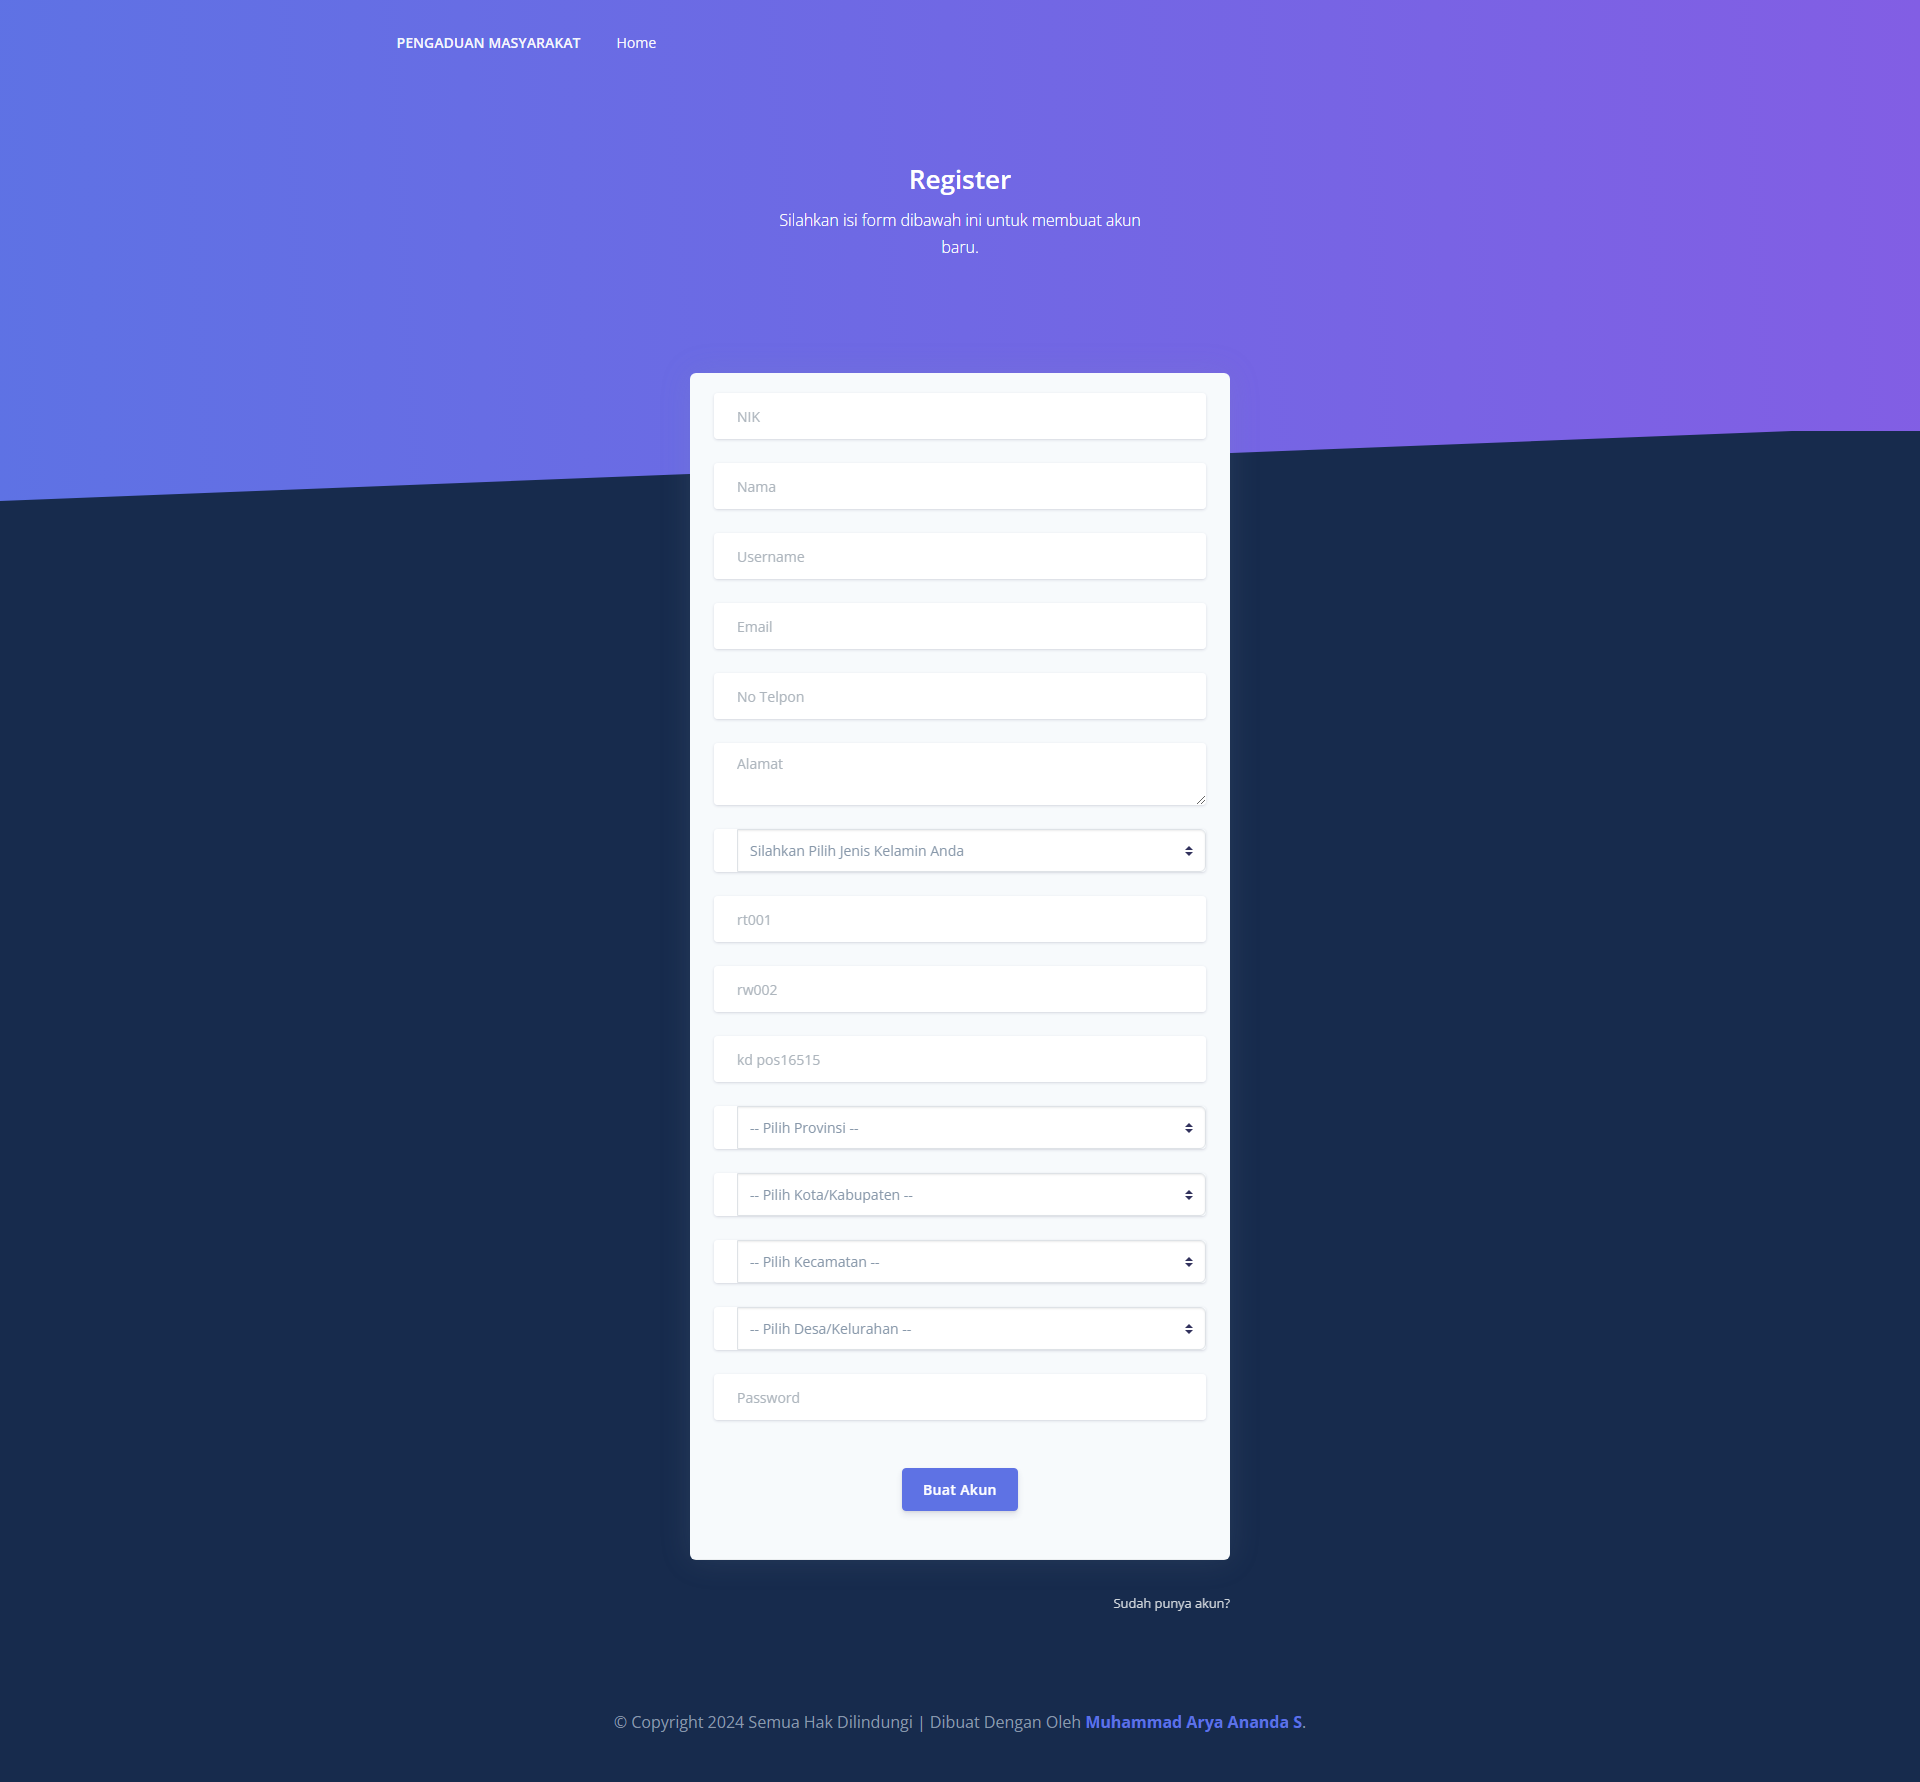 PENGADUAN MASYARAKAT Home
Register
Silahkan isi form dibawah ini untuk membuat akun
baru.
NIK
Nama
Username
Email
No Telpon
Alamat
Silahkan Pilih Jenis Kelamin Anda
rt001
rw002
kd pos16515
-- Pilih Provinsi --
-- Pilih Kota/Kabupaten --
-- Pilih Kecamatan --
-- Pilih Desa/Kelurahan --
Password
Buat Akun
Sudah punya akun?
© Copyright 2024 Semua Hak Dilindungi | Dibuat Dengan Oleh Muhammad Arya Ananda S.